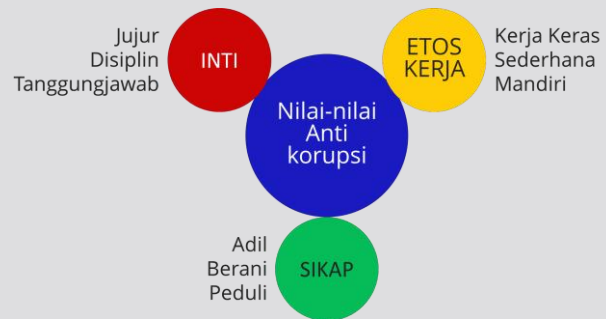 Jujur
Disiplin
Tanggungjawab
INTI
ETOS
KERJA
Kerja Keras
Sederhana
Mandiri
Nilai-nilai
Anti
korupsi
Adil
Berani
Peduli
SIKAP